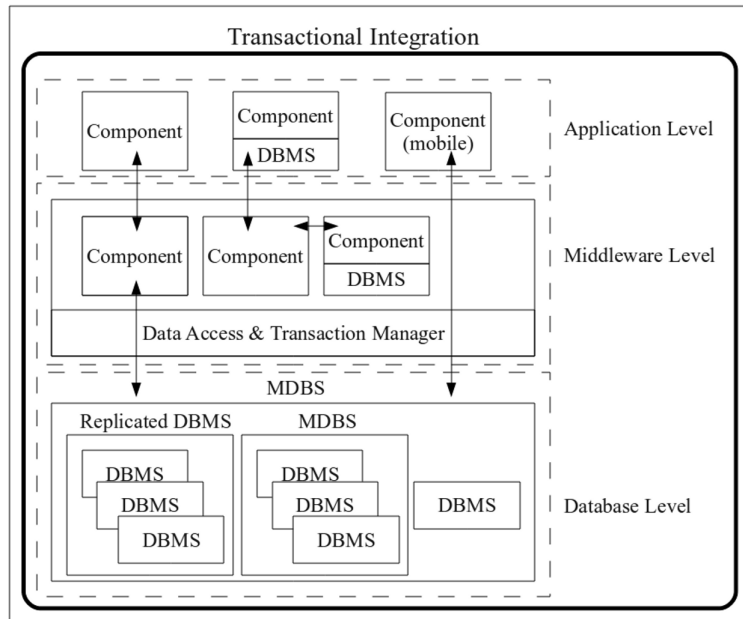 Transactional Integration
Component
Component
DBMS
Component
(mobile)
Application Level
Component
Component
Component
DBMS
Middleware Level
Data Access & Transaction Manager
MDBS
Replicated DBMS
MDBS
DBMS
DBMS
DBMS
DBMS
DBMS
DBMS
DBMS
Database Level